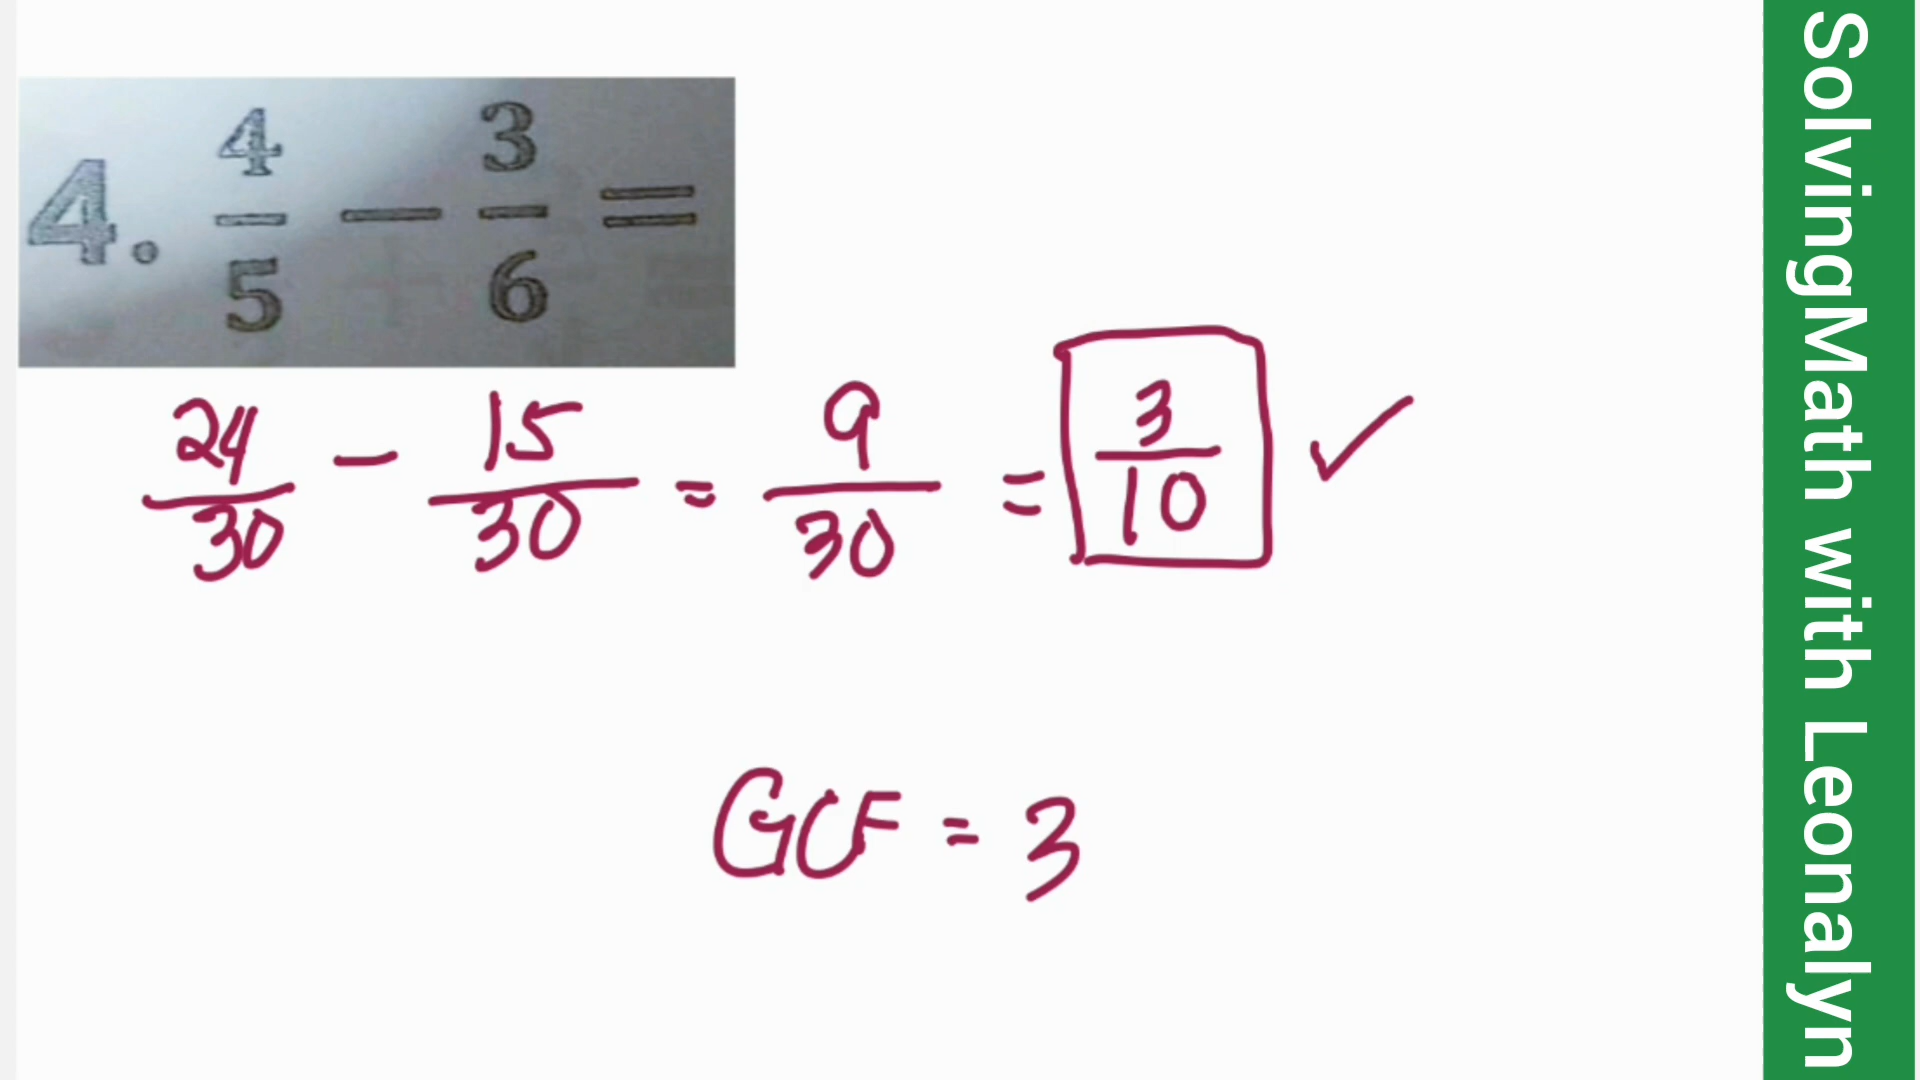 4. 4/5 — 3/6 =
24/30 - 15/30 = 9/30 = 3/10 ✓
GCF = 3
SolvingMath with Leonalyn